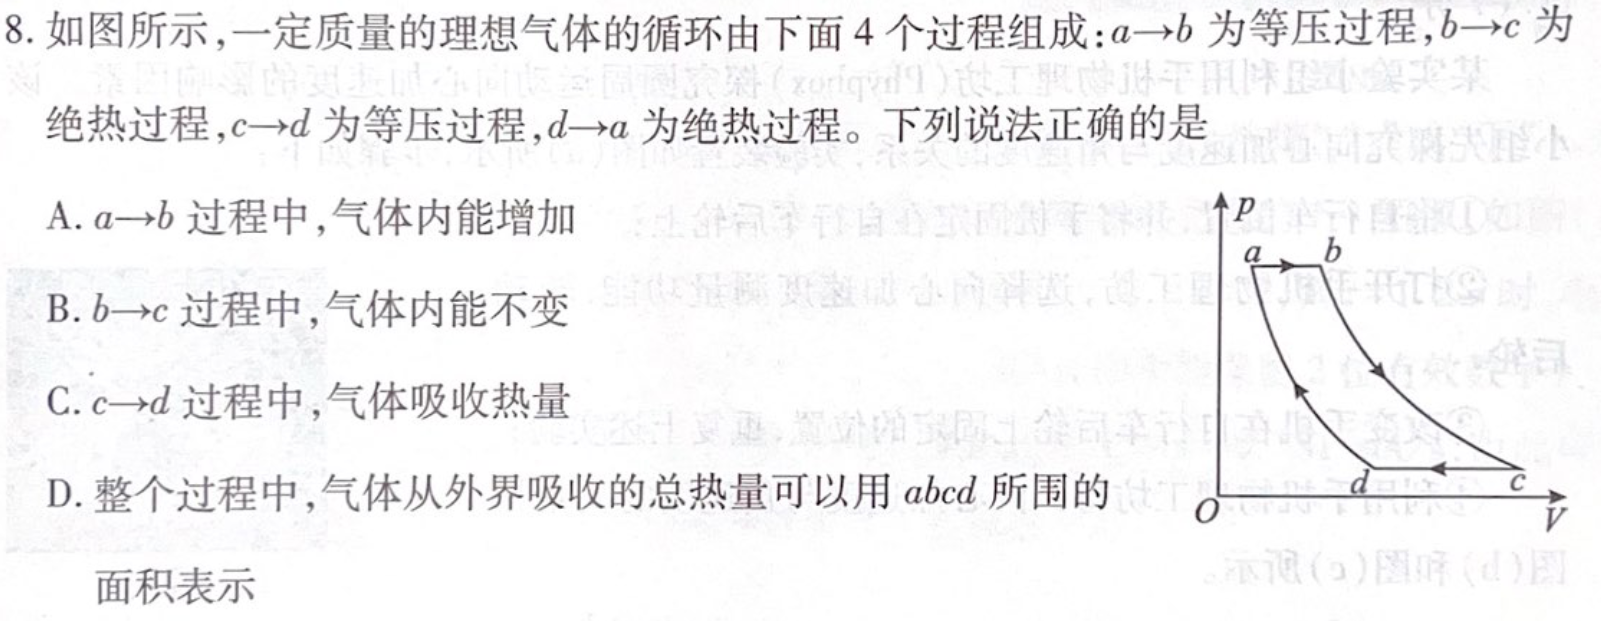 8. 如图所示,一定质量的理想气体的循环由下面 4 个过程组成:a→b 为等压过程,b→c 为
绝热过程,c→d 为等压过程,d→a 为绝热过程。下列说法正确的是
A. a→b 过程中,气体内能增加
B. b→c 过程中,气体内能不变
C. c→d 过程中,气体吸收热量
D. 整个过程中,气体从外界吸收的总热量可以用 abcd 所围的
面积表示
p
a
b
d
c
O
V